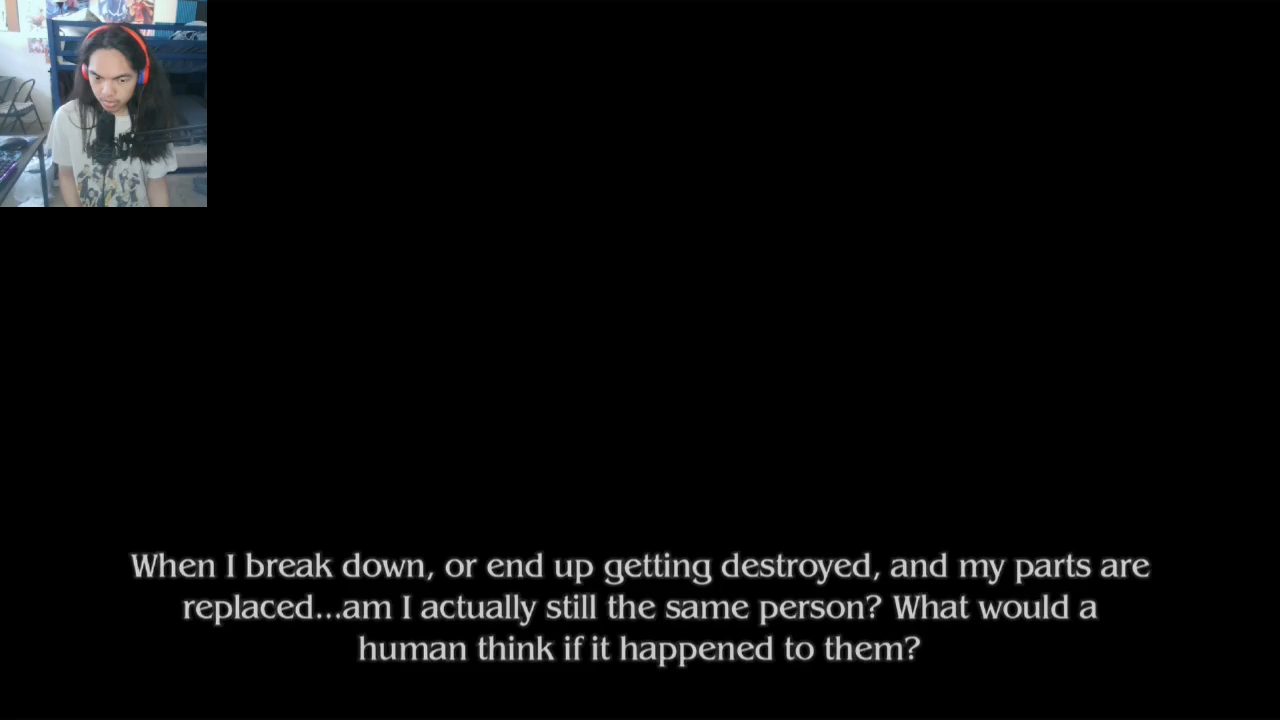 When I break down, or end up getting destroyed, and my parts are
replaced...am I actually still the same person? What would a
human think if it happened to them?